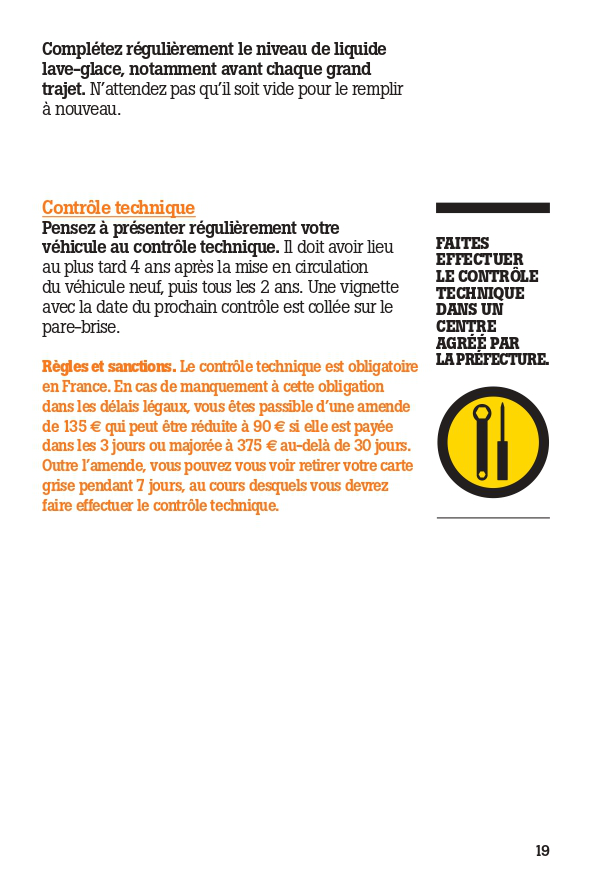 Complétez régulièrement le niveau de liquide
lave-glace, notamment avant chaque grand
trajet. N’attendez pas qu’il soit vide pour le remplir
à nouveau.
Contrôle technique
Pensez à présenter régulièrement votre
véhicule au contrôle technique. Il doit avoir lieu
au plus tard 4 ans après la mise en circulation
du véhicule neuf, puis tous les 2 ans. Une vignette
avec la date du prochain contrôle est collée sur le
pare-brise.
Règles et sanctions. Le contrôle technique est obligatoire
en France. En cas de manquement à cette obligation
dans les délais légaux, vous êtes passible d’une amende
de 135 € qui peut être réduite à 90 € si elle est payée
dans les 3 jours ou majorée à 375 € au-delà de 30 jours.
Outre l’amende, vous pouvez vous voir retirer votre carte
grise pendant 7 jours, au cours desquels vous devrez
faire effectuer le contrôle technique.
FAITES
EFFECTUER
LE CONTRÔLE
TECHNIQUE
DANS UN
CENTRE
AGRÉÉ PAR
LA PRÉFECTURE.
19